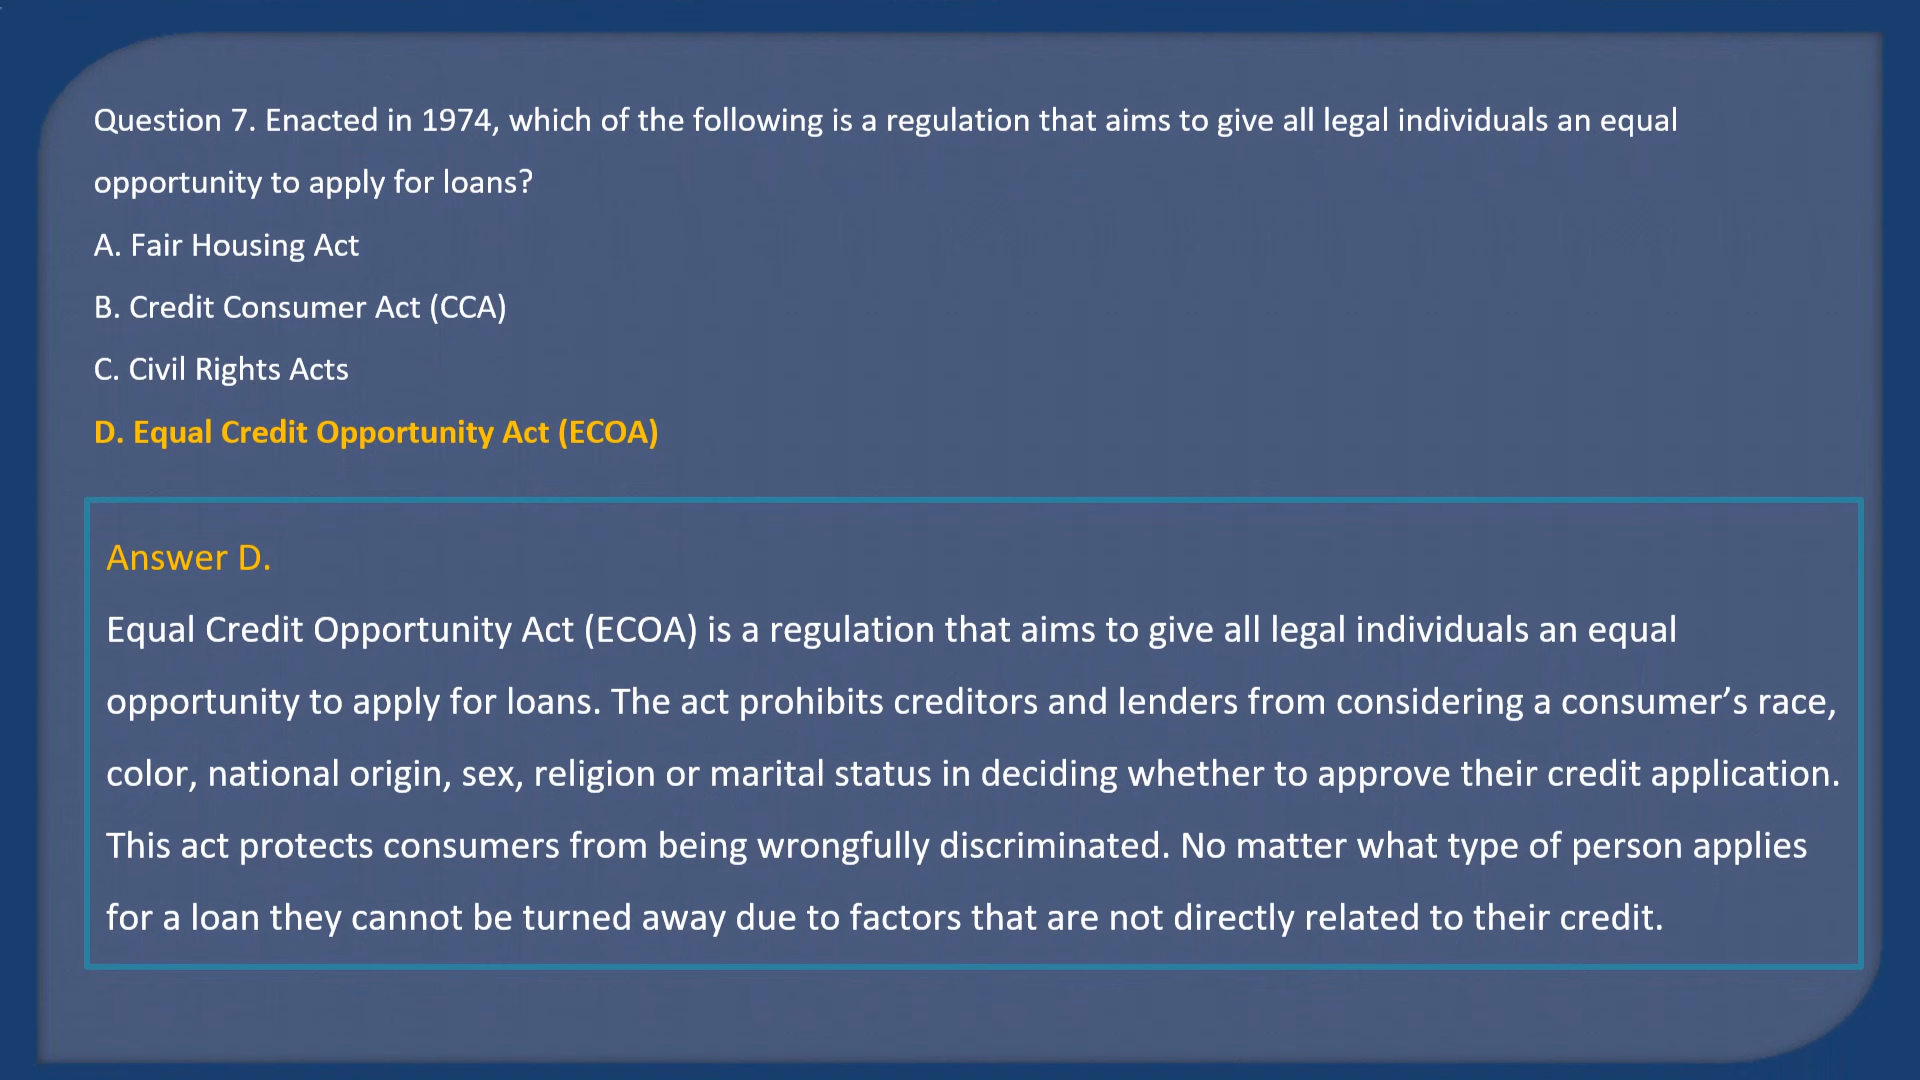 Question 7. Enacted in 1974, which of the following is a regulation that aims to give all legal individuals an equal
opportunity to apply for loans?
A. Fair Housing Act
B. Credit Consumer Act (CCA)
C. Civil Rights Acts
D. Equal Credit Opportunity Act (ECOA)
Answer D.
Equal Credit Opportunity Act (ECOA) is a regulation that aims to give all legal individuals an equal
opportunity to apply for loans. The act prohibits creditors and lenders from considering a consumer’s race,
color, national origin, sex, religion or marital status in deciding whether to approve their credit application.
This act protects consumers from being wrongfully discriminated. No matter what type of person applies
for a loan they cannot be turned away due to factors that are not directly related to their credit.